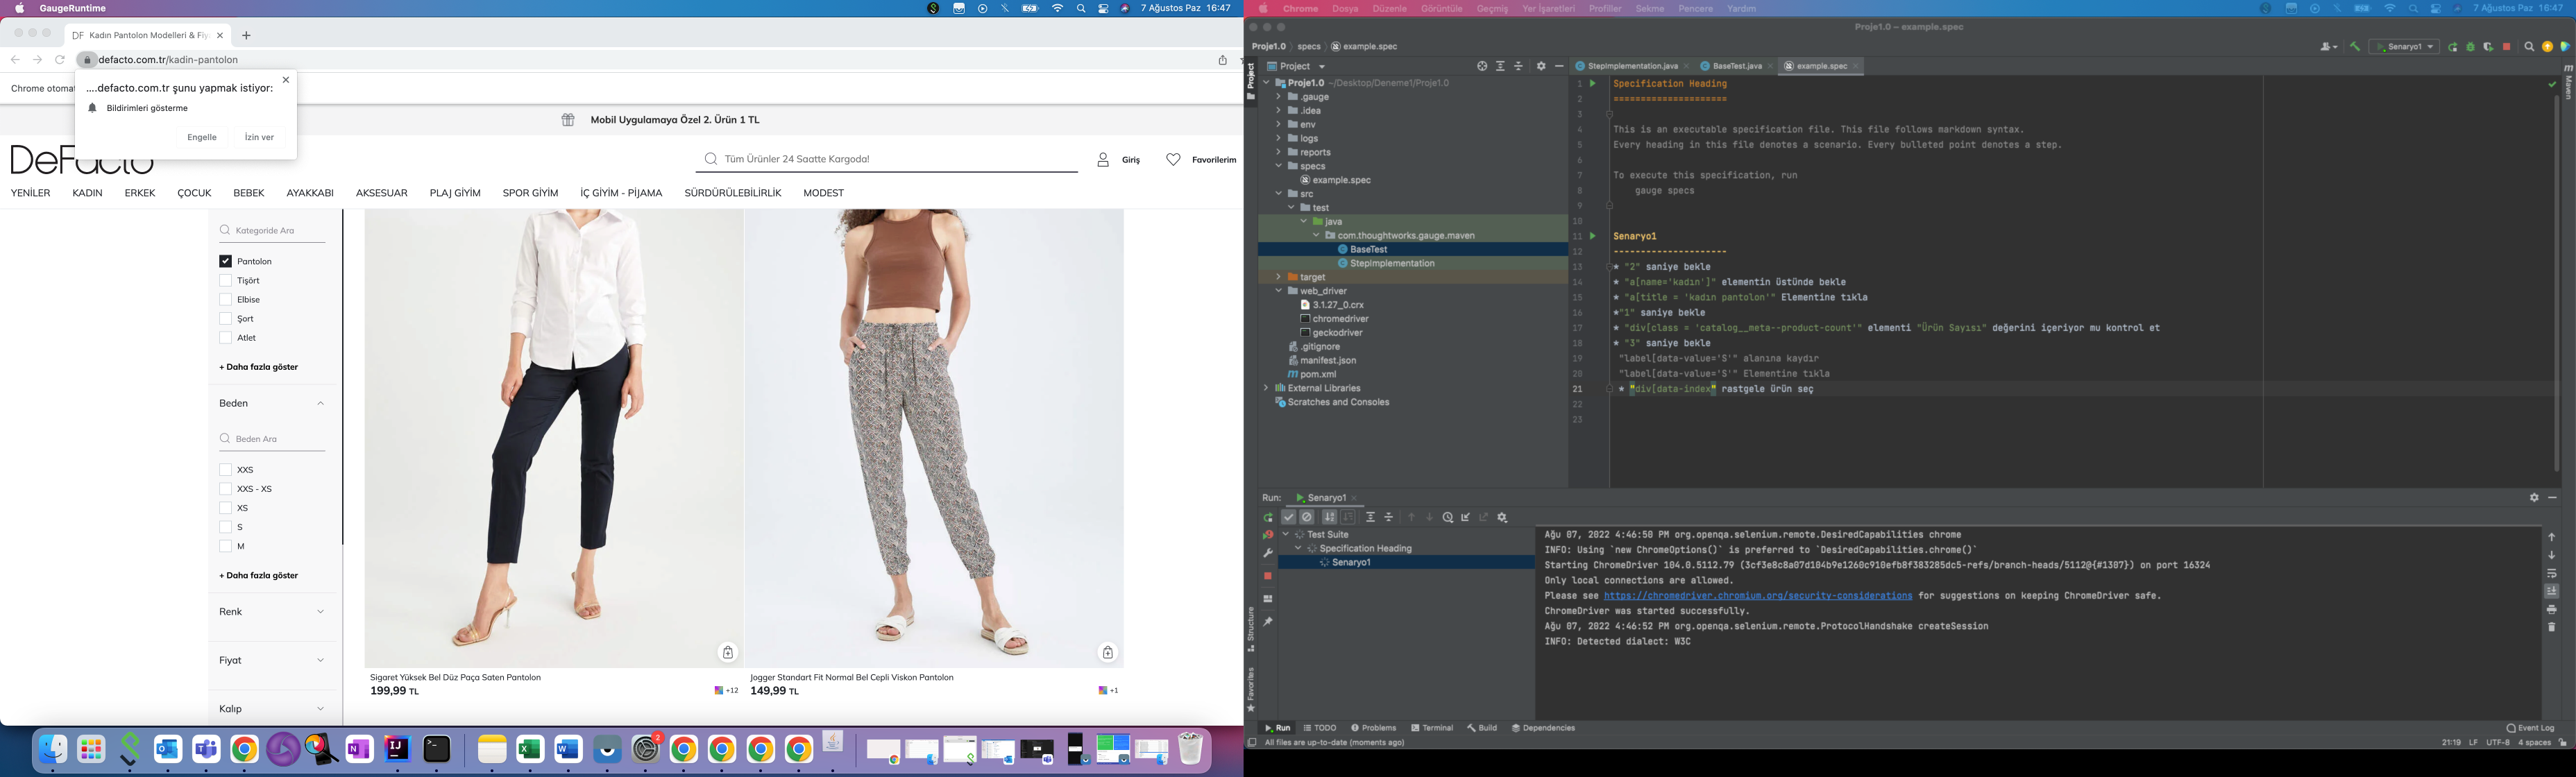 GaugeRuntime
7 Ağustos Paz 16:47
DF Kadın Pantolon Modelleri & Fiy
defacto.com.tr/kadin-pantolon
Chrome otomat
....defacto.com.tr şunu yapmak istiyor:
Bildirimleri gösterme
Engelle
İzin ver
Mobil Uygulamaya Özel 2. Ürün 1 TL
DeFacto
Tüm Ürünler 24 Saatte Kargoda!
Giriş
Favorilerim
YENİLER KADIN ERKEK ÇOCUK BEBEK AYAKKABI AKSESUAR PLAJ GİYİM SPOR GİYİM İÇ GİYİM - PİJAMA SÜRDÜRÜLEBİLİRLİK MODEST
Kategoride Ara
Pantolon
Tişört
Elbise
Şort
Atlet
+ Daha fazla göster
Beden
Beden Ara
XXS
XXS - XS
XS
S
M
+ Daha fazla göster
Renk
Fiyat
Kalıp
Sigaret Yüksek Bel Düz Paça Saten Pantolon
199,99 TL
+12
Jogger Standart Fit Normal Bel Cepli Viskon Pantolon
149,99 TL
+1
2
Chrome Dosya Düzenle Görüntüle Geçmiş Yer İşaretleri Profiller Sekme Pencere Yardım
7 Ağustos Paz 16:47
Proje1.0 – example.spec
Proje1.0 specs example.spec
Senaryo1
Project
Project
Proje1.0 ~/Desktop/Deneme1/Proje1.0
.gauge
.idea
env
logs
reports
specs
example.spec
src
test
java
com.thoughtworks.gauge.maven
BaseTest
StepImplementation
target
web_driver
3.1.27_0.crx
chromedriver
geckodriver
.gitignore
manifest.json
pom.xml
External Libraries
Scratches and Consoles
StepImplementation.java BaseTest.java example.spec
Maven
1 Specification Heading
2 =====================
3
4 This is an executable specification file. This file follows markdown syntax.
5 Every heading in this file denotes a scenario. Every bulleted point denotes a step.
6
7 To execute this specification, run
8 gauge specs
9
10
11 Senaryo1
12 ---------------------
13 * "2" saniye bekle
14 * "a[name='kadın']" elementin üstünde bekle
15 * "a[title = 'kadın pantolon'" Elementine tıkla
16 *"1" saniye bekle
17 * "div[class = 'catalog__meta--product-count'" elementi "Ürün Sayısı" değerini içeriyor mu kontrol et
18 * "3" saniye bekle
19 "label[data-value='S'" alanına kaydır
20 "label[data-value='S'" Elementine tıkla
21 * "div[data-index" rastgele ürün seç
22
23
Run: Senaryo1
Test Suite
Specification Heading
Senaryo1
Ağu 07, 2022 4:46:50 PM org.openqa.selenium.remote.DesiredCapabilities chrome
INFO: Using `new ChromeOptions()` is preferred to `DesiredCapabilities.chrome()`
Starting ChromeDriver 104.0.5112.79 (3cf3e8c8a07d104b9e1260c910efb8f383285dc5-refs/branch-heads/5112@{#1307}) on port 16324
Only local connections are allowed.
Please see https://chromedriver.chromium.org/security-considerations for suggestions on keeping ChromeDriver safe.
ChromeDriver was started successfully.
Ağu 07, 2022 4:46:52 PM org.openqa.selenium.remote.ProtocolHandshake createSession
INFO: Detected dialect: W3C
Structure
Favorites
Run TODO Problems Terminal Build Dependencies
Event Log
All files are up-to-date (moments ago)
21:19 LF UTF-8 4 spaces